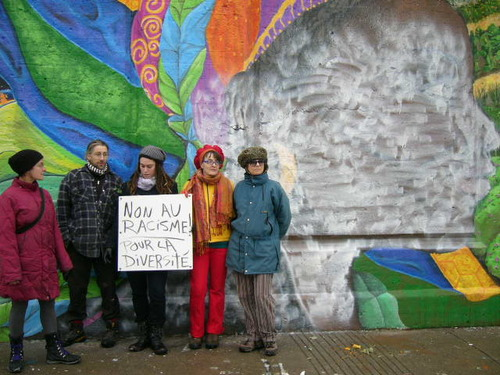 NON AU
RACISME!
POUR LA
DIVERSITÉ